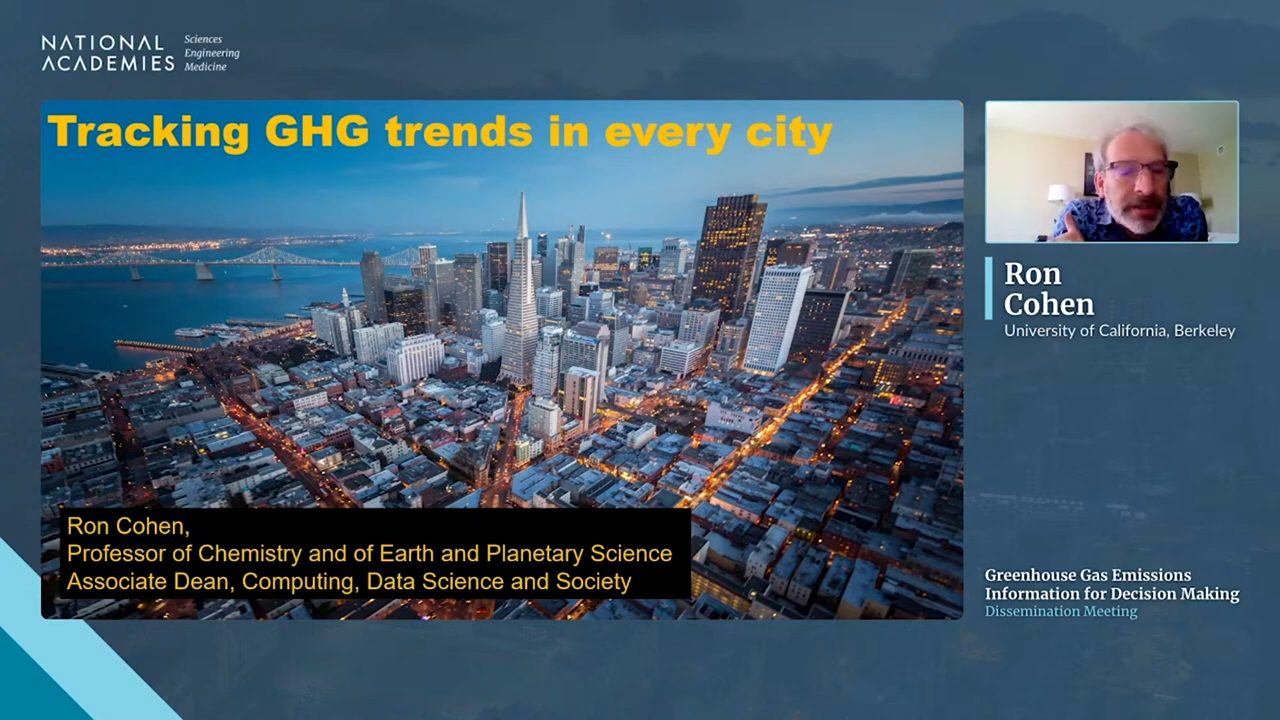 NATIONAL
ACADEMIES
Sciences
Engineering
Medicine
Tracking GHG trends in every city
Ron Cohen,
Professor of Chemistry and of Earth and Planetary Science
Associate Dean, Computing, Data Science and Society
Ron
Cohen
University of California, Berkeley
Greenhouse Gas Emissions
Information for Decision Making
Dissemination Meeting